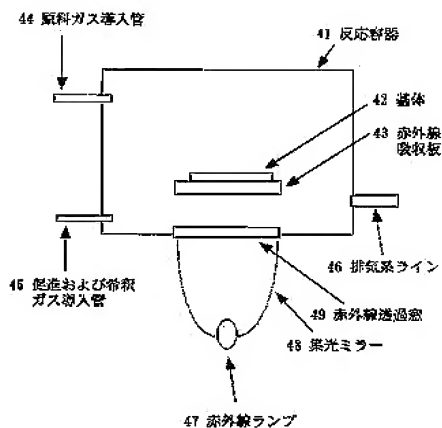 44 原料ガス導入管
41 反応容器
42 基体
43 赤外線
吸収板
45 促進および希釈
ガス導入管
46 排気系ライン
49 赤外線透過窓
48 集光ミラー
47 赤外線ランプ